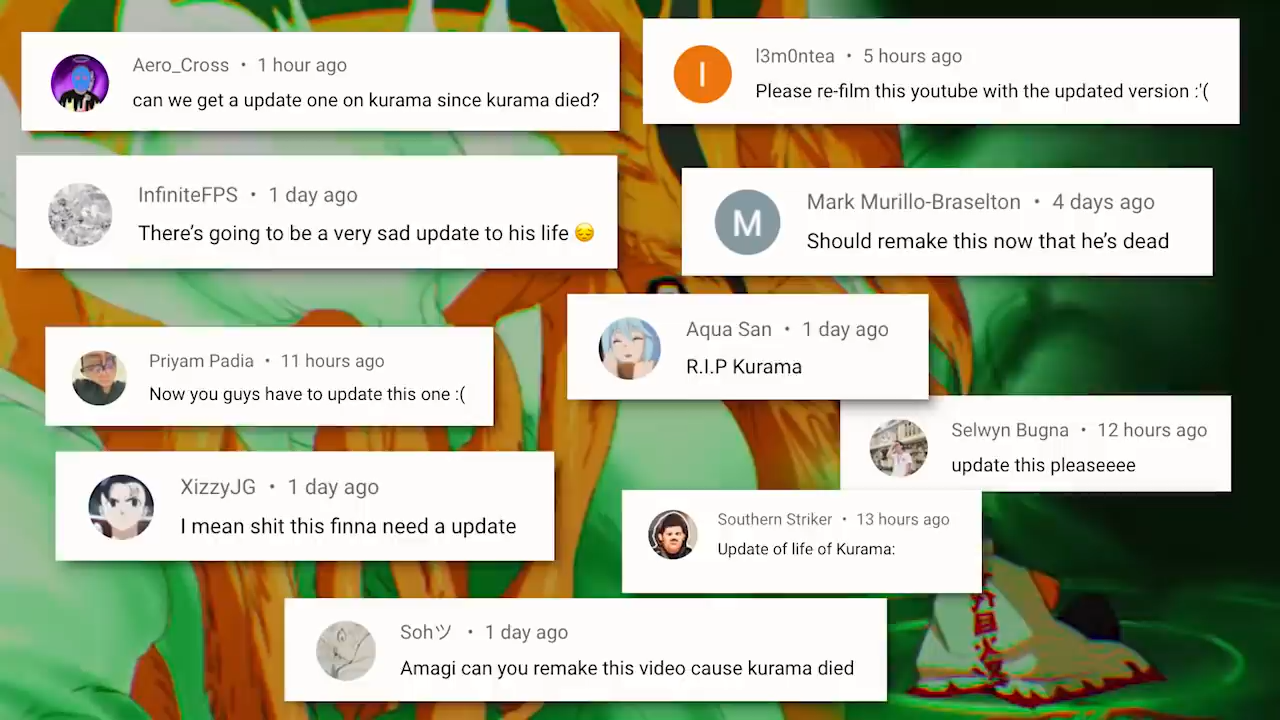 Aero_Cross • 1 hour ago
can we get a update one on kurama since kurama died?
l3m0ntea • 5 hours ago
I
Please re-film this youtube with the updated version :'(
InfiniteFPS • 1 day ago
There's going to be a very sad update to his life 😔
Mark Murillo-Braselton • 4 days ago
M
Should remake this now that he's dead
Aqua San • 1 day ago
R.I.P Kurama
Priyam Padia • 11 hours ago
Now you guys have to update this one :(
Selwyn Bugna • 12 hours ago
update this pleaseeee
XizzyJG • 1 day ago
I mean shit this finna need a update
Southern Striker • 13 hours ago
Update of life of Kurama:
Sohツ • 1 day ago
Amagi can you remake this video cause kurama died